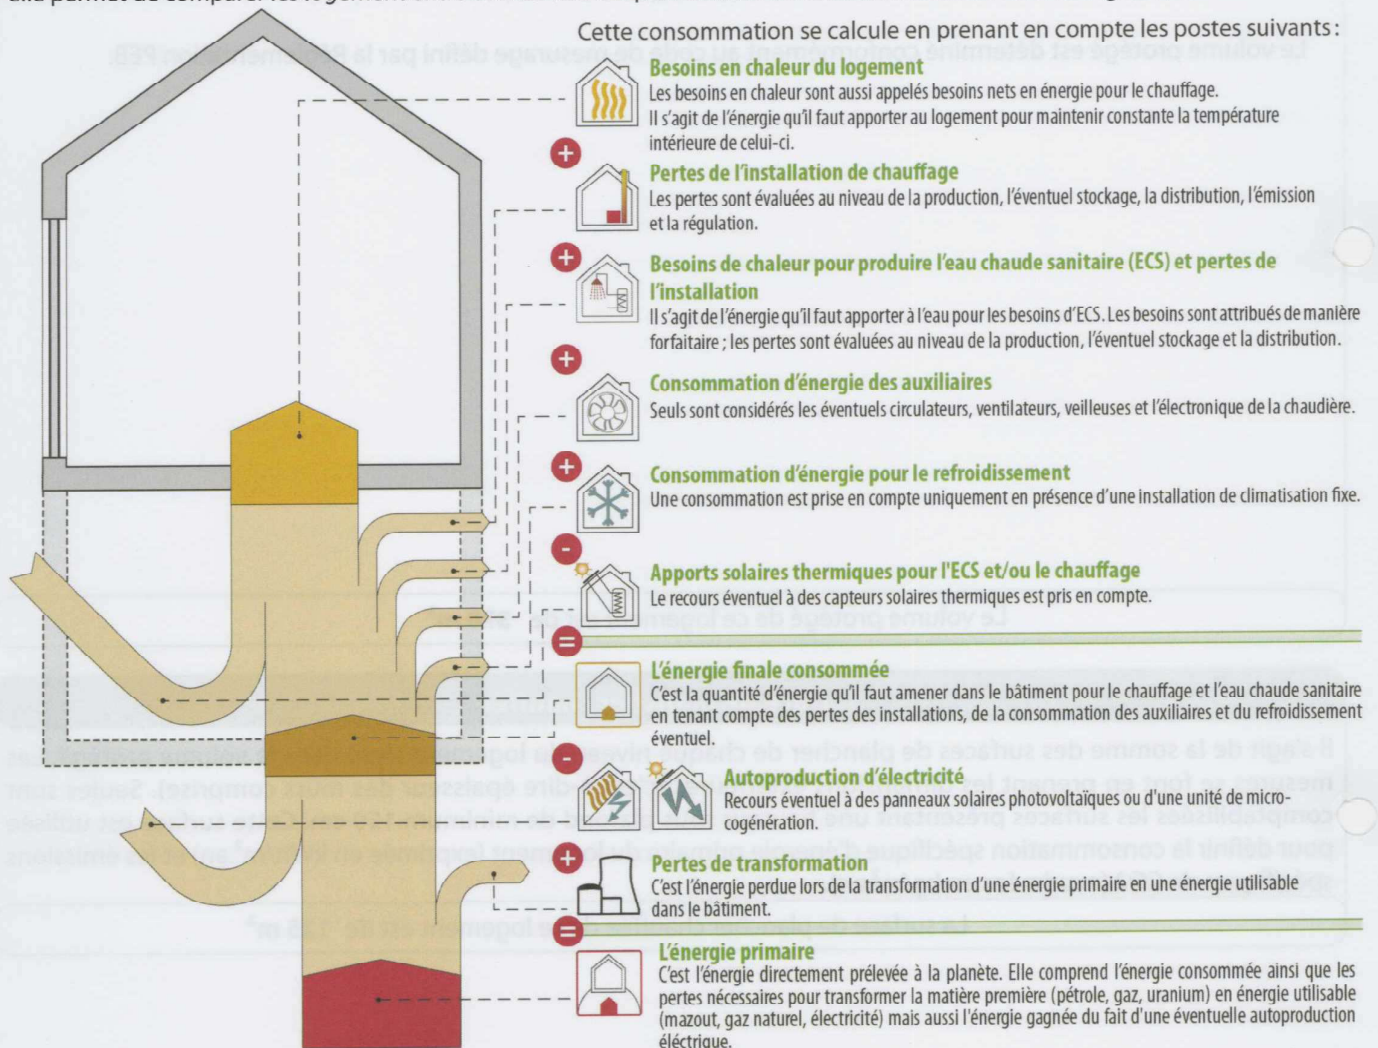 Cette consommation se calcule en prenant en compte les postes suivants :
Besoins en chaleur du logement
Les besoins en chaleur sont aussi appelés besoins nets en énergie pour le chauffage.
Il s'agit de l'énergie qu'il faut apporter au logement pour maintenir constante la température
intérieure de celui-ci.
+
Pertes de l'installation de chauffage
Les pertes sont évaluées au niveau de la production, l'éventuel stockage, la distribution, l'émission
et la régulation.
+
Besoins de chaleur pour produire l'eau chaude sanitaire (ECS) et pertes de
l'installation
Il s'agit de l'énergie qu'il faut apporter à l'eau pour les besoins d'ECS. Les besoins sont attribués de manière
forfaitaire ; les pertes sont évaluées au niveau de la production, l'éventuel stockage et la distribution.
+
Consommation d'énergie des auxiliaires
Seuls sont considérés les éventuels circulateurs, ventilateurs, veilleuses et l'électronique de la chaudière.
+
Consommation d'énergie pour le refroidissement
Une consommation est prise en compte uniquement en présence d'une installation de climatisation fixe.
-
Apports solaires thermiques pour l'ECS et/ou le chauffage
Le recours éventuel à des capteurs solaires thermiques est pris en compte.
=
L'énergie finale consommée
C'est la quantité d'énergie qu'il faut amener dans le bâtiment pour le chauffage et l'eau chaude sanitaire
en tenant compte des pertes des installations, de la consommation des auxiliaires et du refroidissement
éventuel.
-
Autoproduction d'électricité
Recours éventuel à des panneaux solaires photovoltaïques ou d'une unité de micro-
cogénération.
+
Pertes de transformation
C'est l'énergie perdue lors de la transformation d'une énergie primaire en une énergie utilisable
dans le bâtiment.
=
L'énergie primaire
C'est l'énergie directement prélevée à la planète. Elle comprend l'énergie consommée ainsi que les
pertes nécessaires pour transformer la matière première (pétrole, gaz, uranium) en énergie utilisable
(mazout, gaz naturel, électricité) mais aussi l'énergie gagnée du fait d'une éventuelle autoproduction
éléctrique.